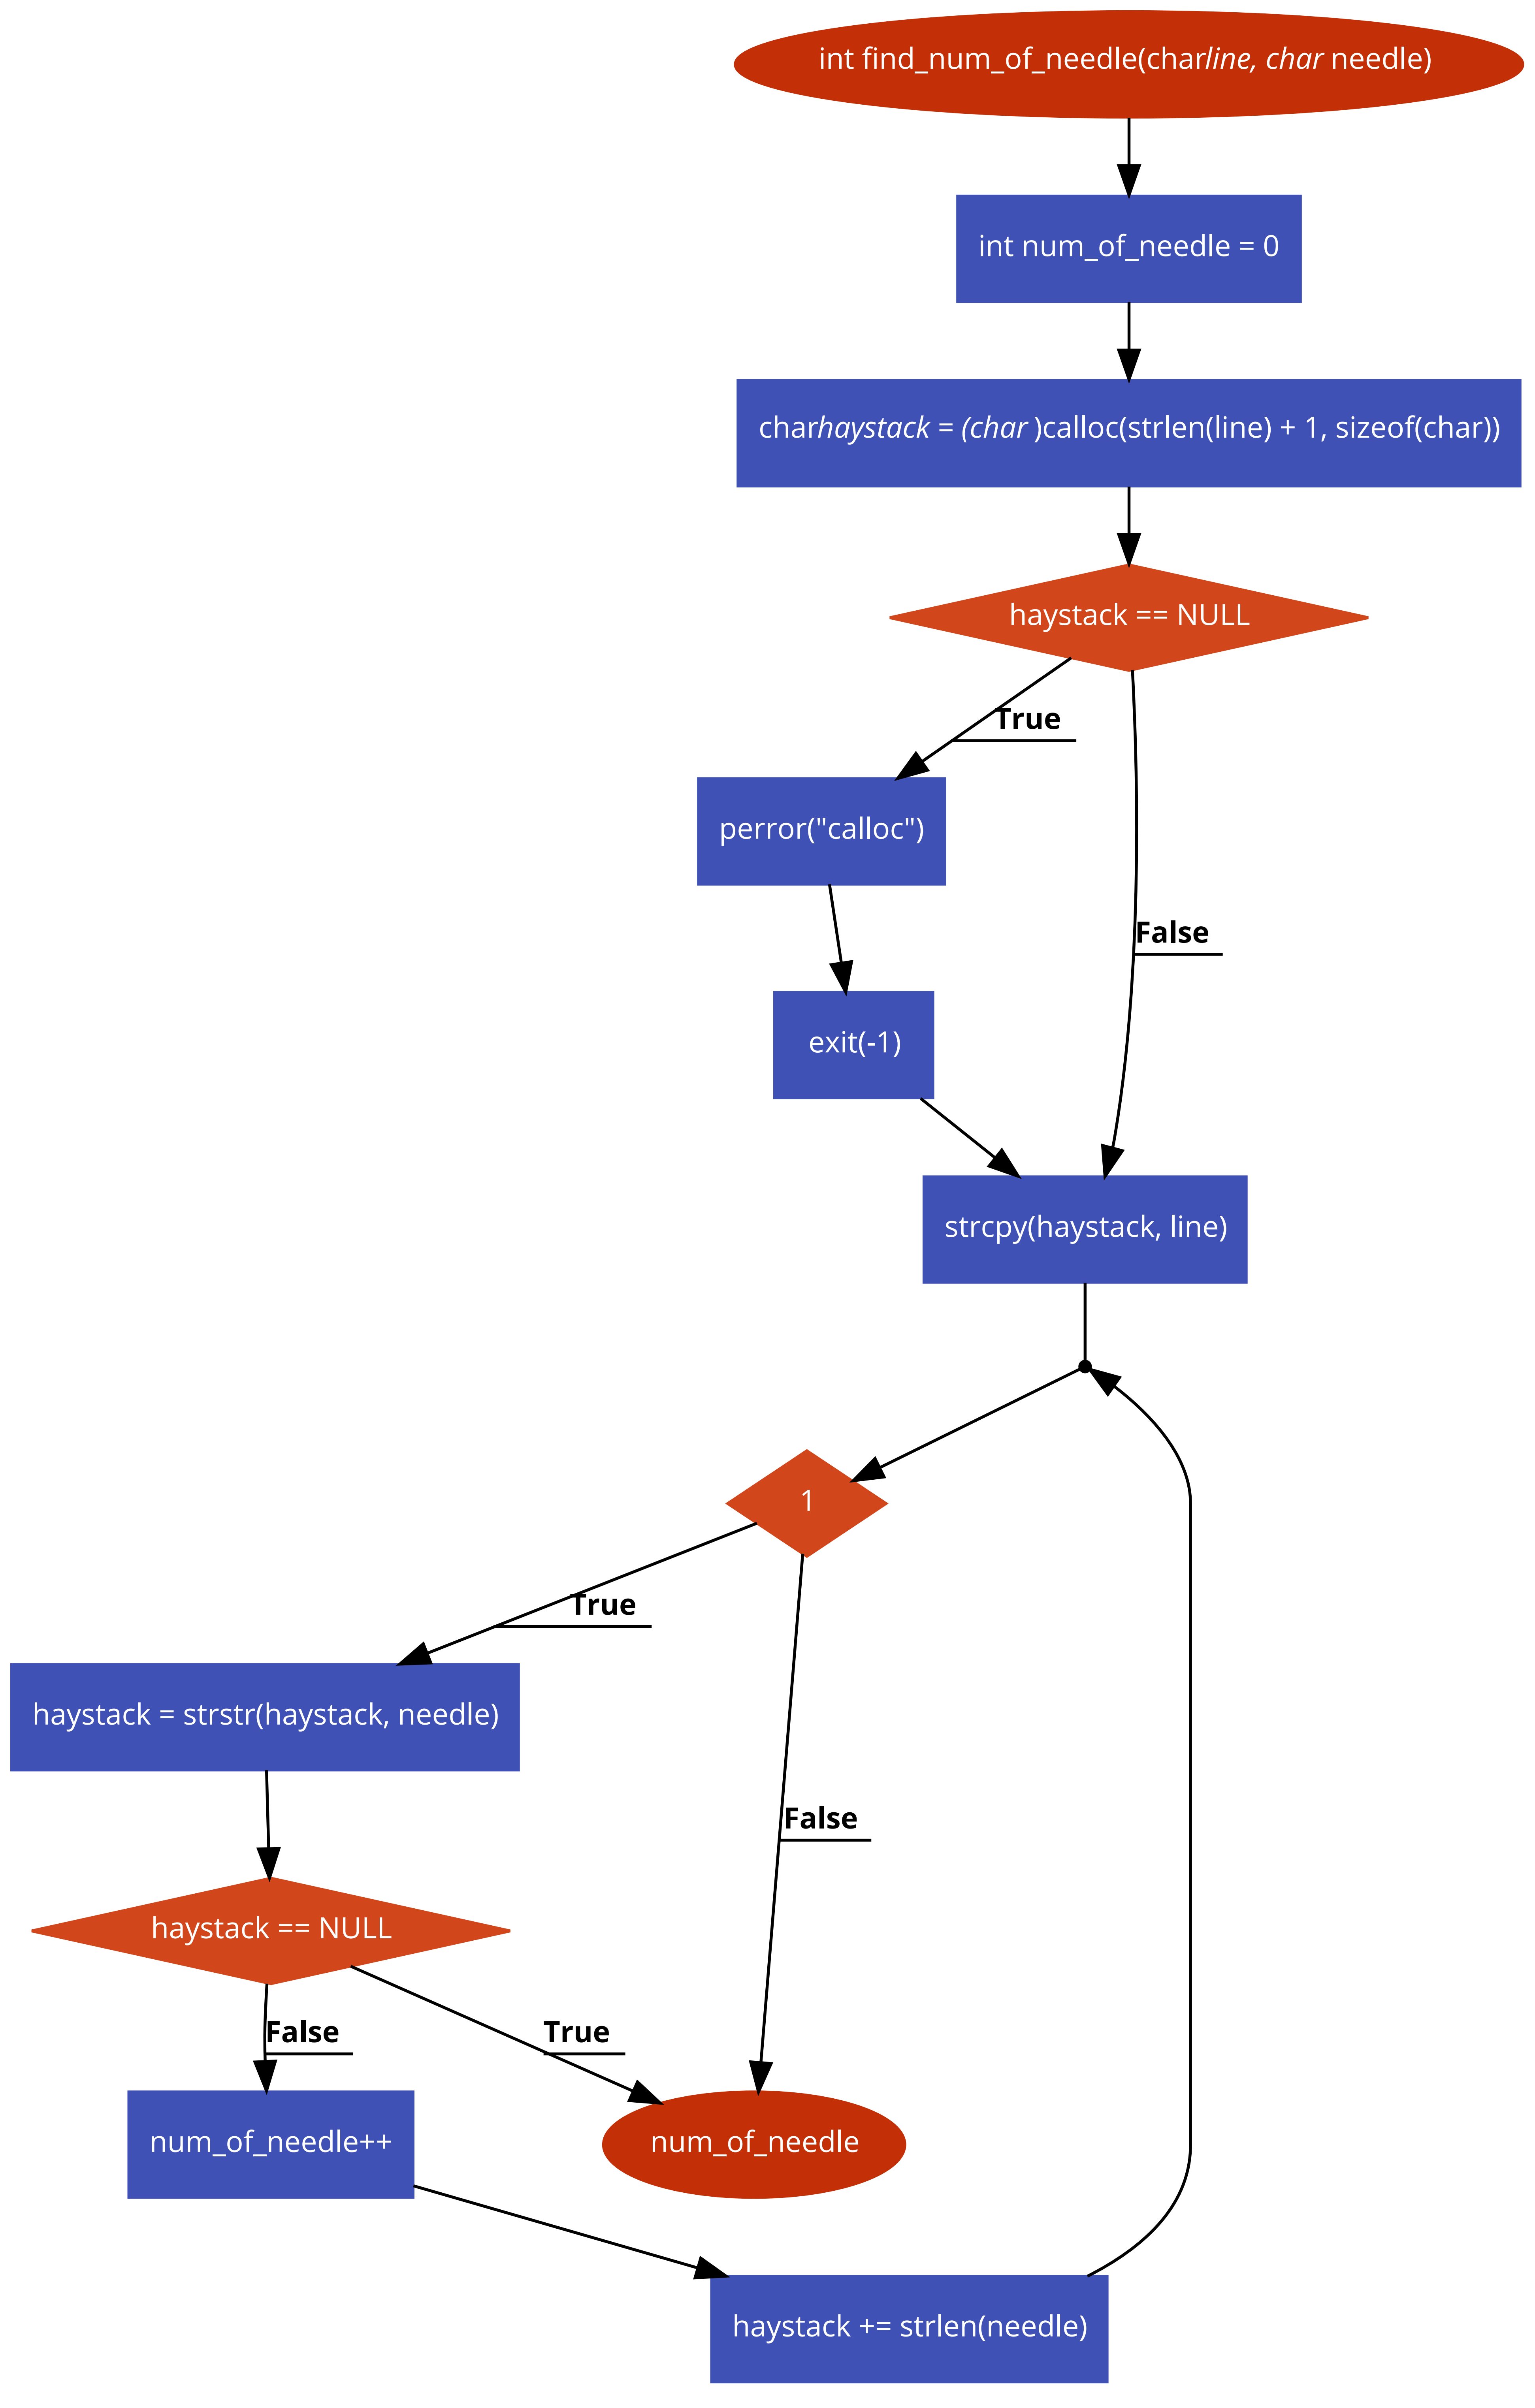 int find_num_of_needle(charline, char needle)
int num_of_needle = 0
charhaystack = (char )calloc(strlen(line) + 1, sizeof(char))
haystack == NULL
True
perror("calloc")
False
exit(-1)
strcpy(haystack, line)
1
True
haystack = strstr(haystack, needle)
False
haystack == NULL
False
True
num_of_needle++
num_of_needle
haystack += strlen(needle)